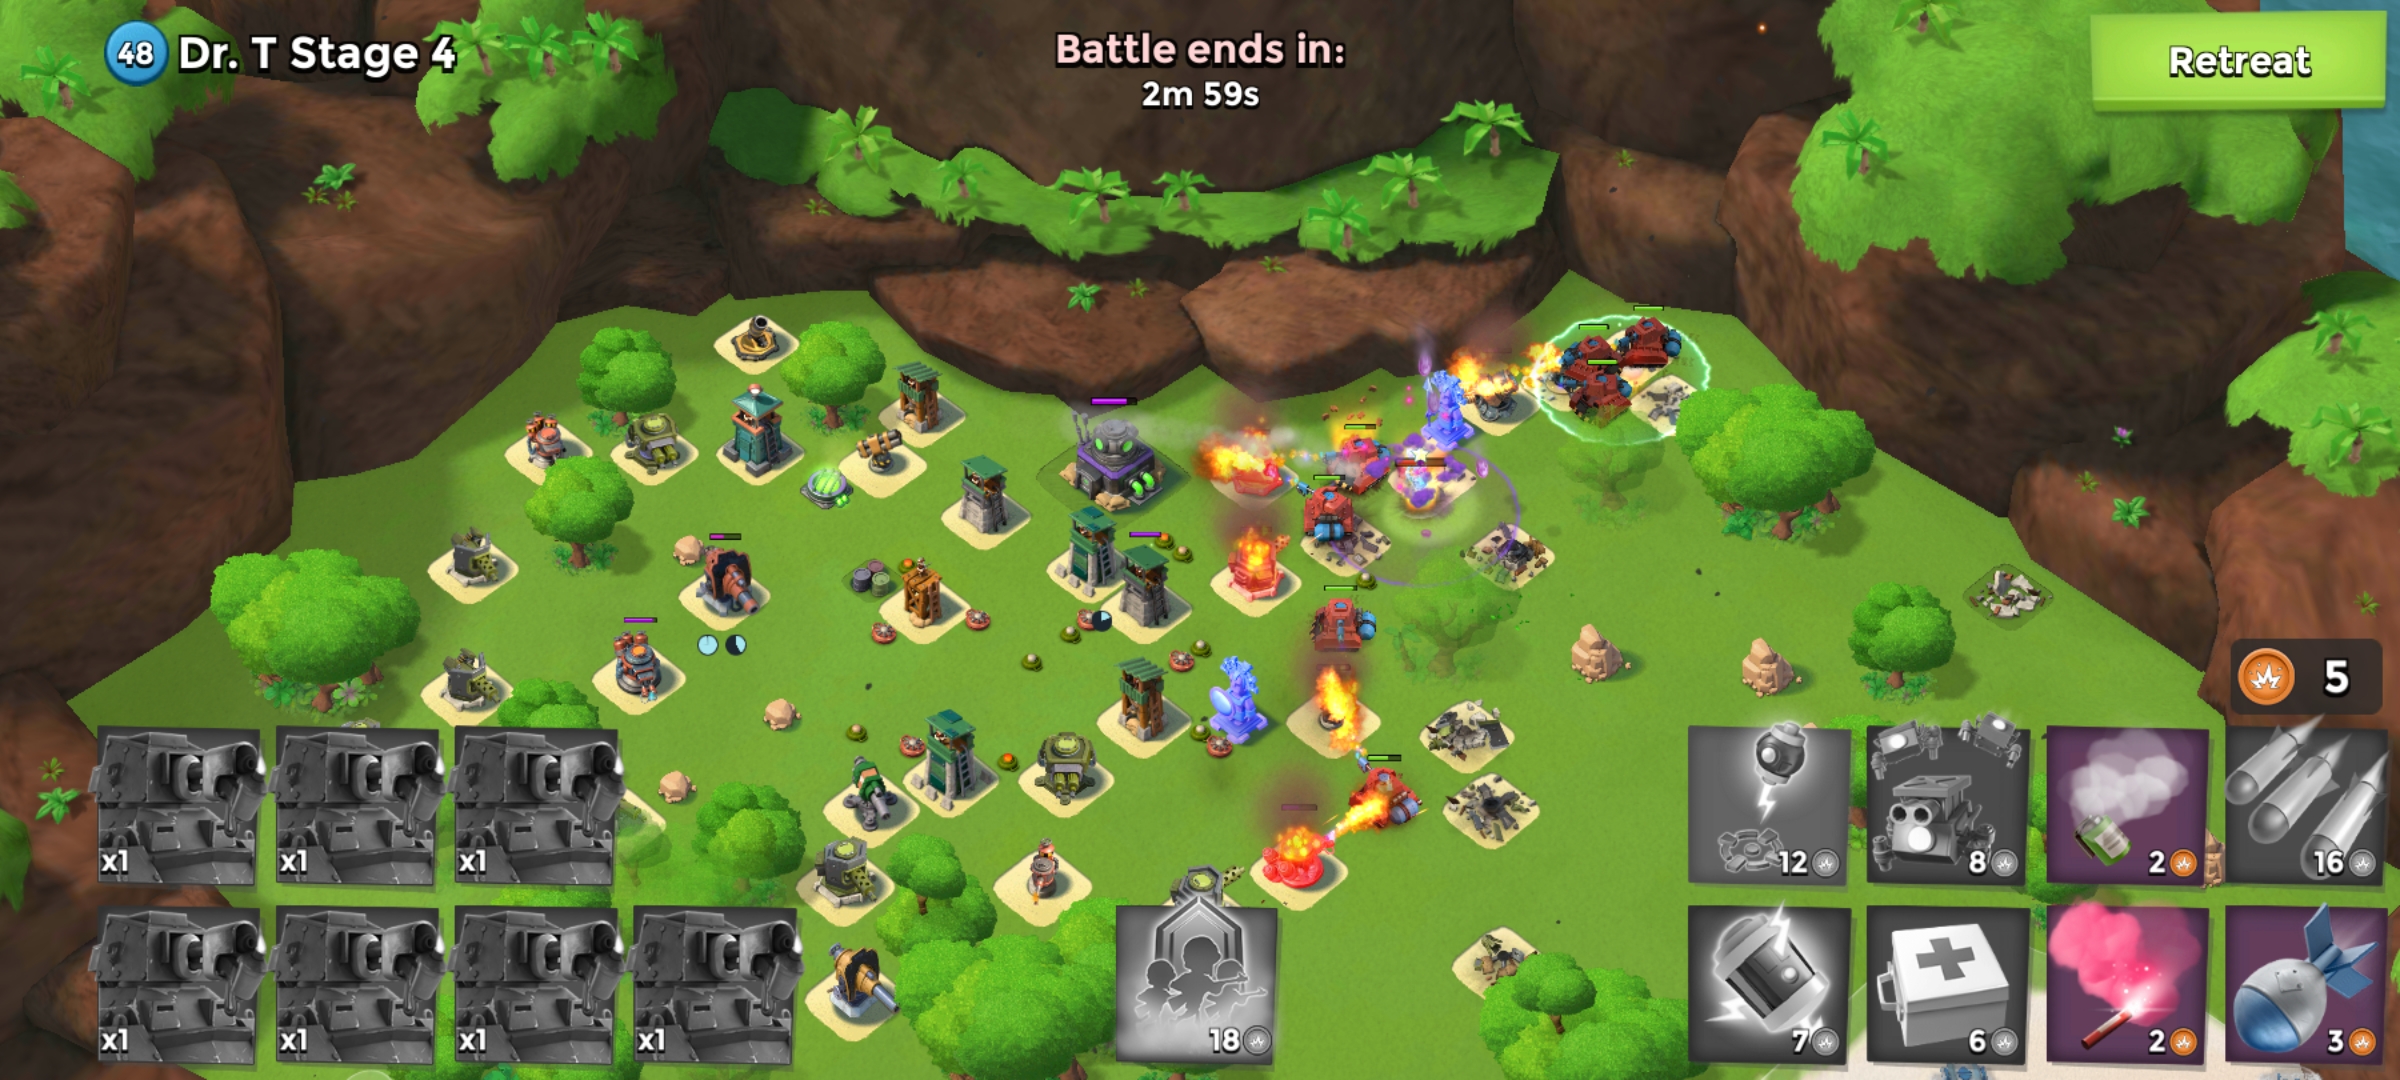 48 Dr. T Stage 4
Battle ends in:
2m 59s
Retreat
5
x1 x1 x1
12 8 2 16
x1 x1 x1 x1
18
7 6 2 3